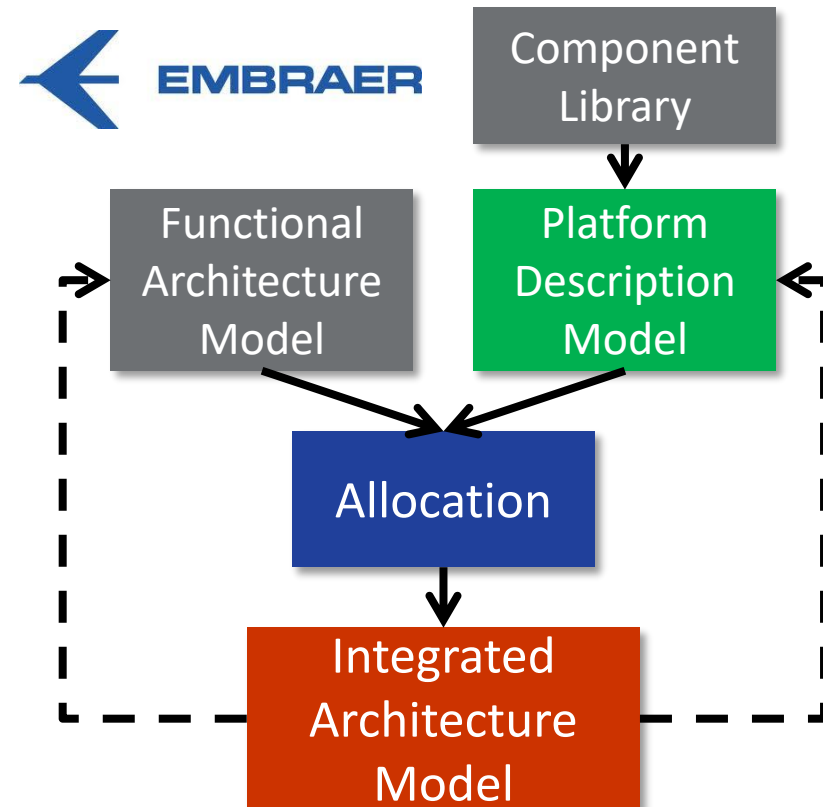 EMBRAER
Component
Library
Functional
Architecture
Model
Platform
Description
Model
Allocation
Integrated
Architecture
Model